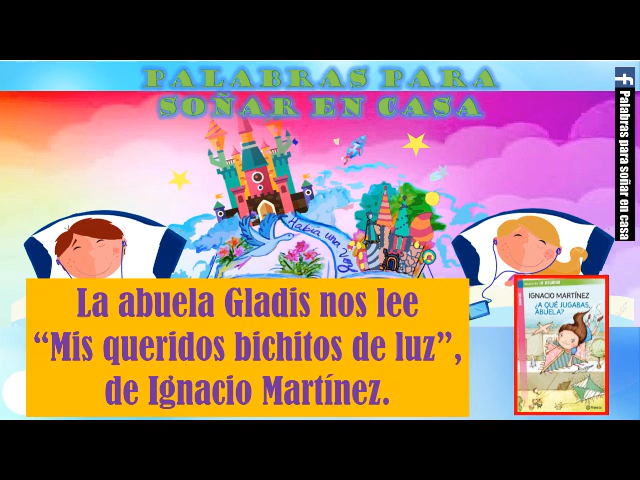 PALABRAS PARA
SOÑAR EN CASA
f Palabras para soñar en casa
Había una Vez
La abuela Gladis nos lee
“Mis queridos bichitos de luz”,
de Ignacio Martínez.
IGNACIO MARTÍNEZ
¿A QUÉ JUGABAS,
ABUELA?
Planeta